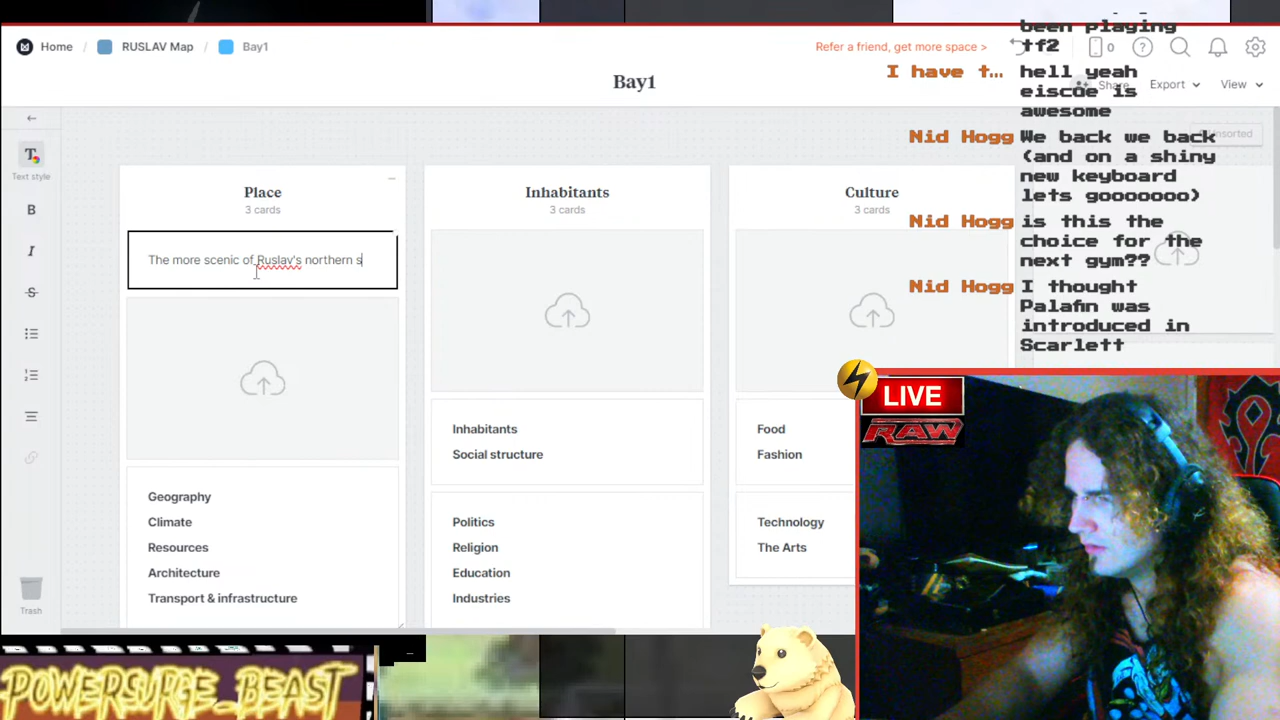 Home / RUSLAV Map / Bay1
Refer a friend, get more space >
0
Bay1
Share
Export
View
Unsorted
Text style
Trash
Place
3 cards
The more scenic of Ruslav's northern s
Geography
Climate
Resources
Architecture
Transport & infrastructure
Inhabitants
3 cards
Inhabitants
Social structure
Politics
Religion
Education
Industries
Culture
3 cards
Food
Fashion
Technology
The Arts
been playing
tf2
I have t... hell yeah
eiscue is
awesome
Nid Hogg We back we back
(and on a shiny
new keyboard
lets gooooooo)
Nid Hogg is this the
choice for the
next gym??
Nid Hogg I thought
Palafin was
introduced in
Scarlett
LIVE
RAW
POWERSURGE_BEAST